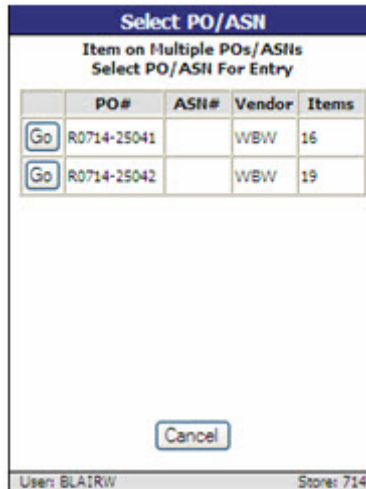 Select PO/ASN
Item on Multiple POs/ASNs
Select PO/ASN For Entry
PO# ASN# Vendor Items
Go R0714-25041 WBW 16
Go R0714-25042 WBW 19
Cancel
User: BLAIRW Store: 714